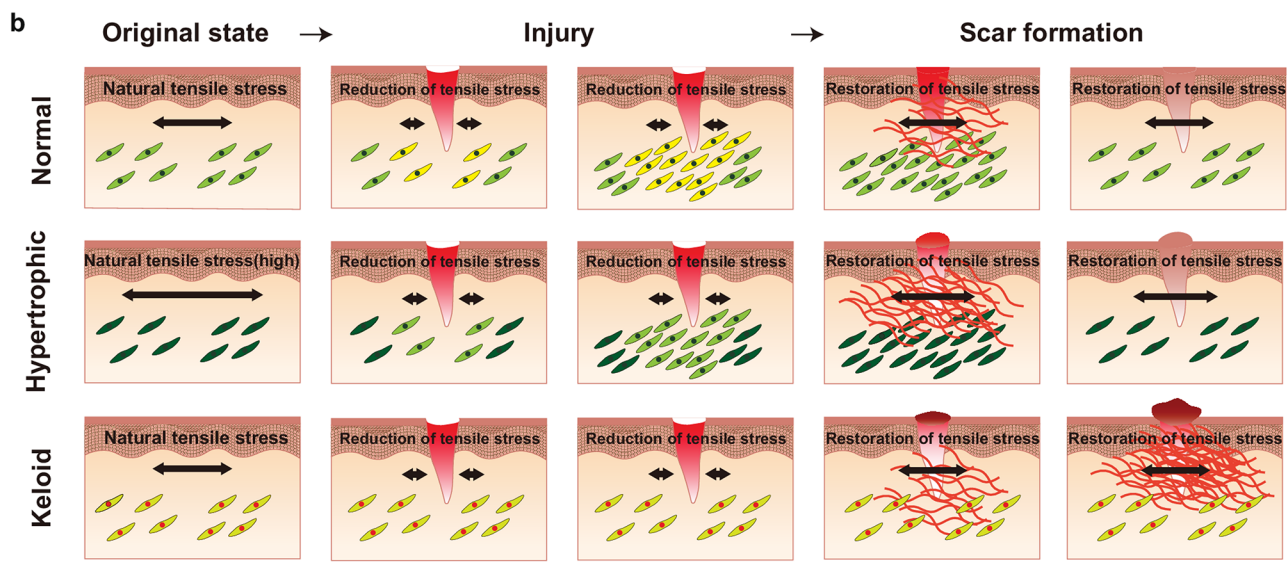 b
Original state → Injury → Scar formation
Normal
Natural tensile stress
Reduction of tensile stress
Reduction of tensile stress
Restoration of tensile stress
Restoration of tensile stress
Hypertrophic
Natural tensile stress(high)
Reduction of tensile stress
Reduction of tensile stress
Restoration of tensile stress
Restoration of tensile stress
Keloid
Natural tensile stress
Reduction of tensile stress
Reduction of tensile stress
Restoration of tensile stress
Restoration of tensile stress